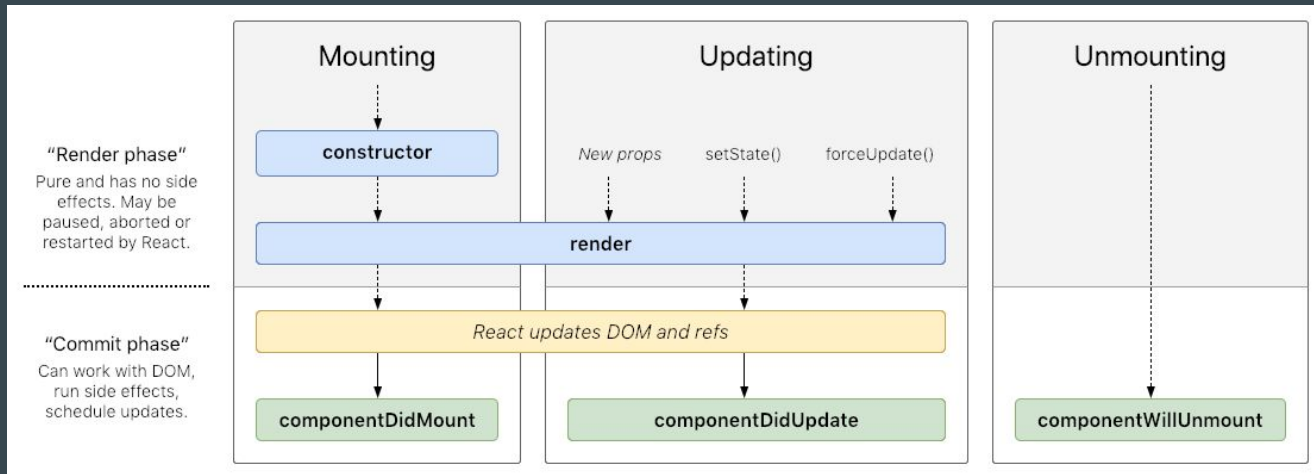 Mounting
Updating
Unmounting
“Render phase”
Pure and has no side
effects. May be
paused, aborted or
restarted by React.
constructor
New props
setState()
forceUpdate()
render
React updates DOM and refs
“Commit phase”
Can work with DOM,
run side effects,
schedule updates.
componentDidMount
componentDidUpdate
componentWillUnmount